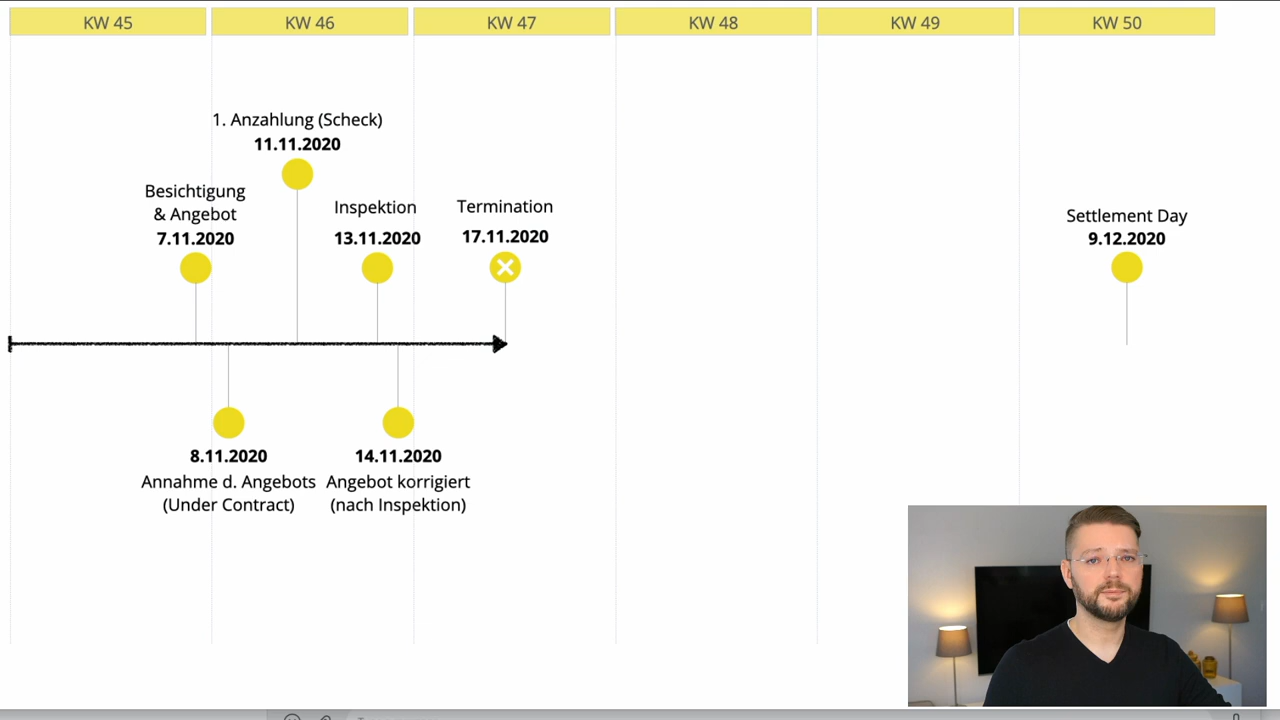 KW 45
KW 46
KW 47
KW 48
KW 49
KW 50
1. Anzahlung (Scheck)
11.11.2020
Besichtigung
& Angebot
7.11.2020
Inspektion
13.11.2020
Termination
17.11.2020
Settlement Day
9.12.2020
8.11.2020
Annahme d. Angebots
(Under Contract)
14.11.2020
Angebot korrigiert
(nach Inspektion)